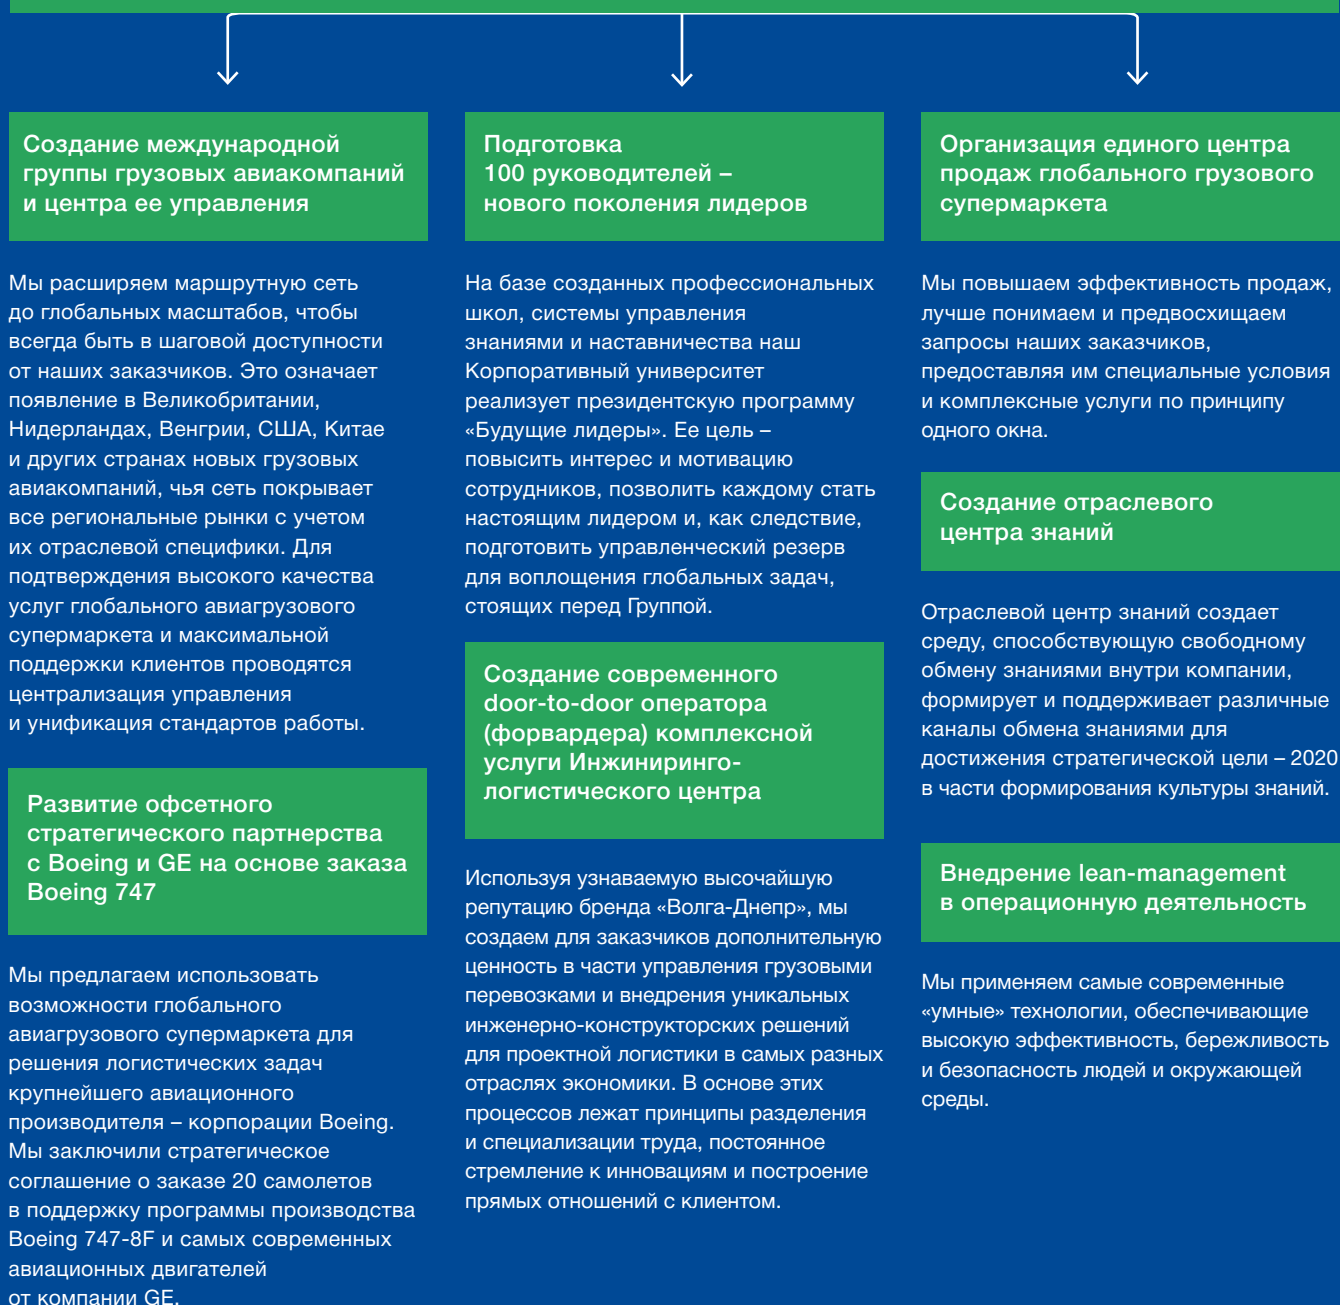 Создание международной
группы грузовых авиакомпаний
и центра ее управления
Мы расширяем маршрутную сеть
до глобальных масштабов, чтобы
всегда быть в шаговой доступности
от наших заказчиков. Это означает
появление в Великобритании,
Нидерландах, Венгрии, США, Китае
и других странах новых грузовых
авиакомпаний, чья сеть покрывает
все региональные рынки с учетом
их отраслевой специфики. Для
подтверждения высокого качества
услуг глобального авиагрузового
супермаркета и максимальной
поддержки клиентов проводятся
централизация управления
и унификация стандартов работы.
Развитие офсетного
стратегического партнерства
с Boeing и GE на основе заказа
Boeing 747
Мы предлагаем использовать
возможности глобального
авиагрузового супермаркета для
решения логистических задач
крупнейшего авиационного
производителя – корпорации Boeing.
Мы заключили стратегическое
соглашение о заказе 20 самолетов
в поддержку программы производства
Boeing 747-8F и самых современных
авиационных двигателей
от компании GE.
Подготовка
100 руководителей –
нового поколения лидеров
На базе созданных профессиональных
школ, системы управления
знаниями и наставничества наш
Корпоративный университет
реализует президентскую программу
«Будущие лидеры». Ее цель –
повысить интерес и мотивацию
сотрудников, позволить каждому стать
настоящим лидером и, как следствие,
подготовить управленческий резерв
для воплощения глобальных задач,
стоящих перед Группой.
Создание современного
door-to-door оператора
(форвардера) комплексной
услуги Инжиниринго-
логистического центра
Используя узнаваемую высочайшую
репутацию бренда «Волга-Днепр», мы
создаем для заказчиков дополнительную
ценность в части управления грузовыми
перевозками и внедрения уникальных
инженерно-конструкторских решений
для проектной логистики в самых разных
отраслях экономики. В основе этих
процессов лежат принципы разделения
и специализации труда, постоянное
стремление к инновациям и построение
прямых отношений с клиентом.
Организация единого центра
продаж глобального грузового
супермаркета
Мы повышаем эффективность продаж,
лучше понимаем и предвосхищаем
запросы наших заказчиков,
предоставляя им специальные условия
и комплексные услуги по принципу
одного окна.
Создание отраслевого
центра знаний
Отраслевой центр знаний создает
среду, способствующую свободному
обмену знаниями внутри компании,
формирует и поддерживает различные
каналы обмена знаниями для
достижения стратегической цели – 2020
в части формирования культуры знаний.
Внедрение lean-management
в операционную деятельность
Мы применяем самые современные
«умные» технологии, обеспечивающие
высокую эффективность, бережливость
и безопасность людей и окружающей
среды.